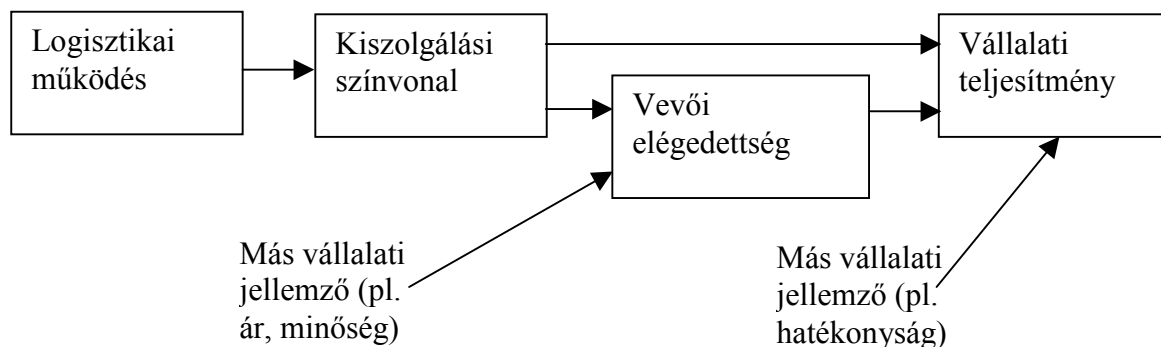 Logisztikai
működés
Kiszolgálási
színvonal
Vevői
elégedettség
Vállalati
teljesítmény
Más vállalati
jellemző (pl.
ár, minőség)
Más vállalati
jellemző (pl.
hatékonyság)